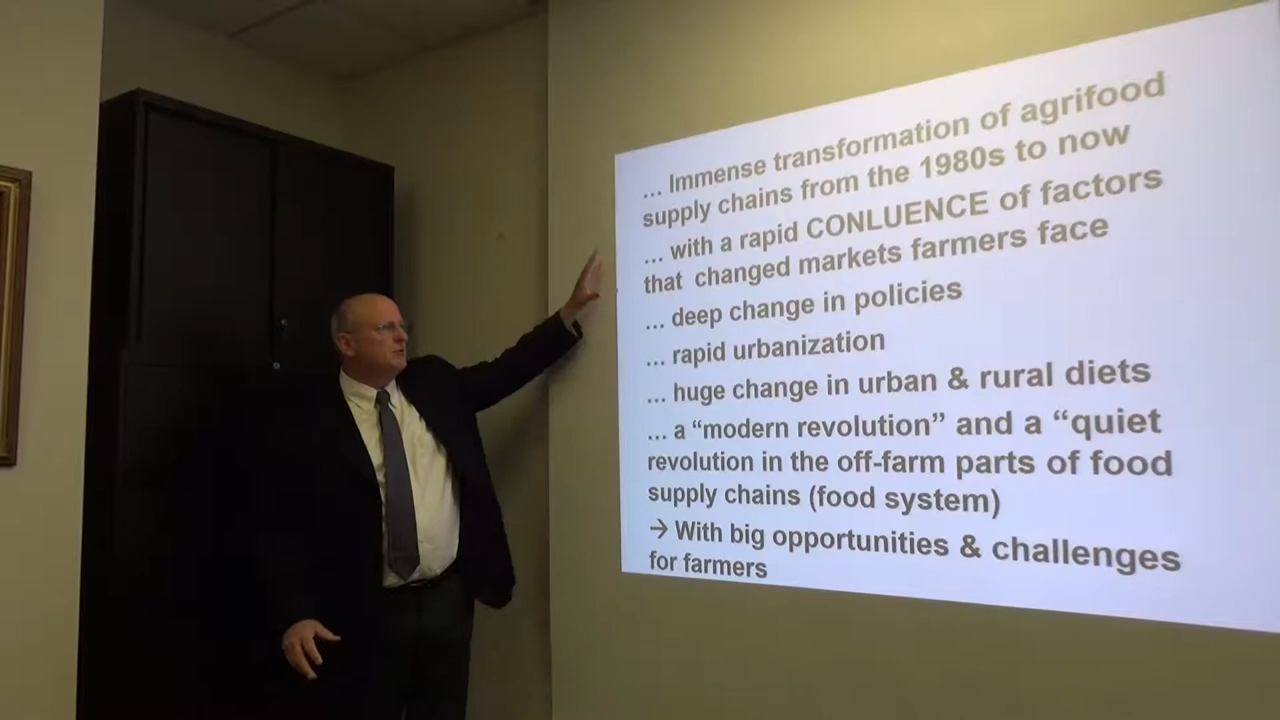 ... Immense transformation of agrifood
supply chains from the 1980s to now
... with a rapid CONLUENCE of factors
that changed markets farmers face
... deep change in policies
... rapid urbanization
... huge change in urban & rural diets
... a “modern revolution” and a “quiet
revolution in the off-farm parts of food
supply chains (food system)
→ With big opportunities & challenges
for farmers